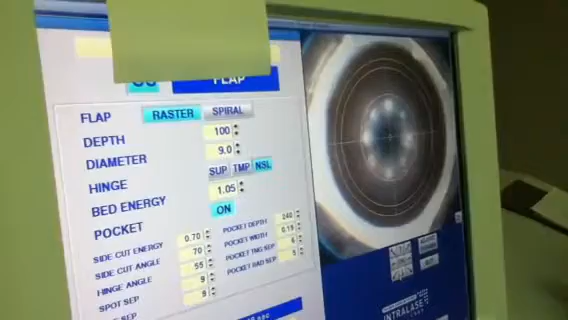 FLAP
FLAP RASTER SPIRAL
DEPTH 100
DIAMETER 9.0
HINGE SUP TMP NSL
BED ENERGY 1.05
POCKET ON
SIDE CUT ENERGY 0.70 POCKET DEPTH 240
SIDE CUT ANGLE 70 POCKET WIDTH 0.19
HINGE ANGLE 55 POCKET TNG SEP 6
SPOT SEP 9 POCKET RAD SEP
SEP 9
INTRALASE